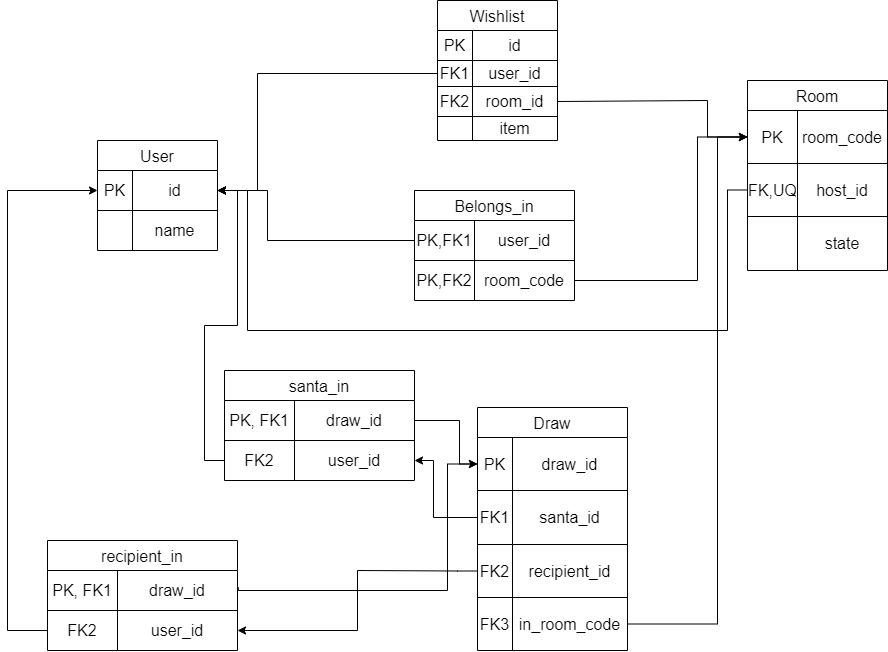 Wishlist
PK id
FK1 user_id
FK2 room_id
item
Room
PK room_code
FK,UQ host_id
state
User
PK id
name
Belongs_in
PK,FK1 user_id
PK,FK2 room_code
santa_in
PK, FK1 draw_id
FK2 user_id
Draw
PK draw_id
FK1 santa_id
FK2 recipient_id
FK3 in_room_code
recipient_in
PK, FK1 draw_id
FK2 user_id